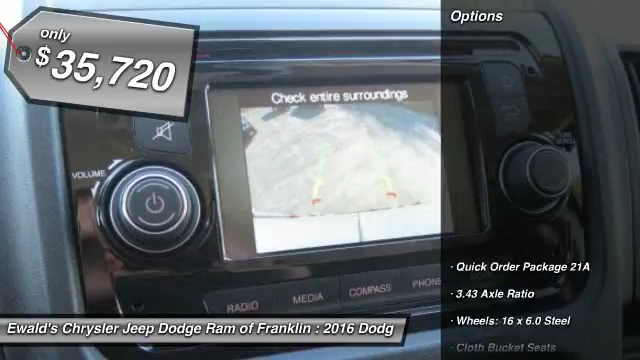 only
$35,720
Options
Check entire surroundings
VOLUME
RADIO
MEDIA
COMPASS
PHONE
· Quick Order Package 21A
· 3.43 Axle Ratio
· Wheels: 16 x 6.0 Steel
· Cloth Bucket Seats
Ewald's Chrysler Jeep Dodge Ram of Franklin : 2016 Dodg